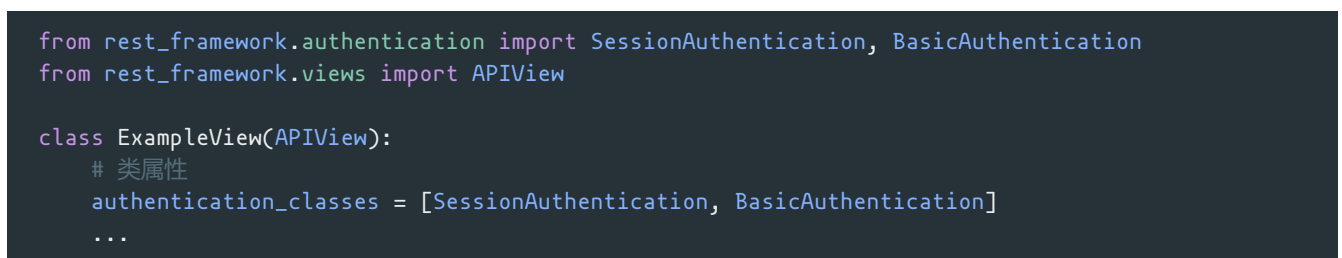 from rest_framework.authentication import SessionAuthentication, BasicAuthentication
from rest_framework.views import APIView

class ExampleView(APIView):
    # 类属性
    authentication_classes = [SessionAuthentication, BasicAuthentication]
    ...